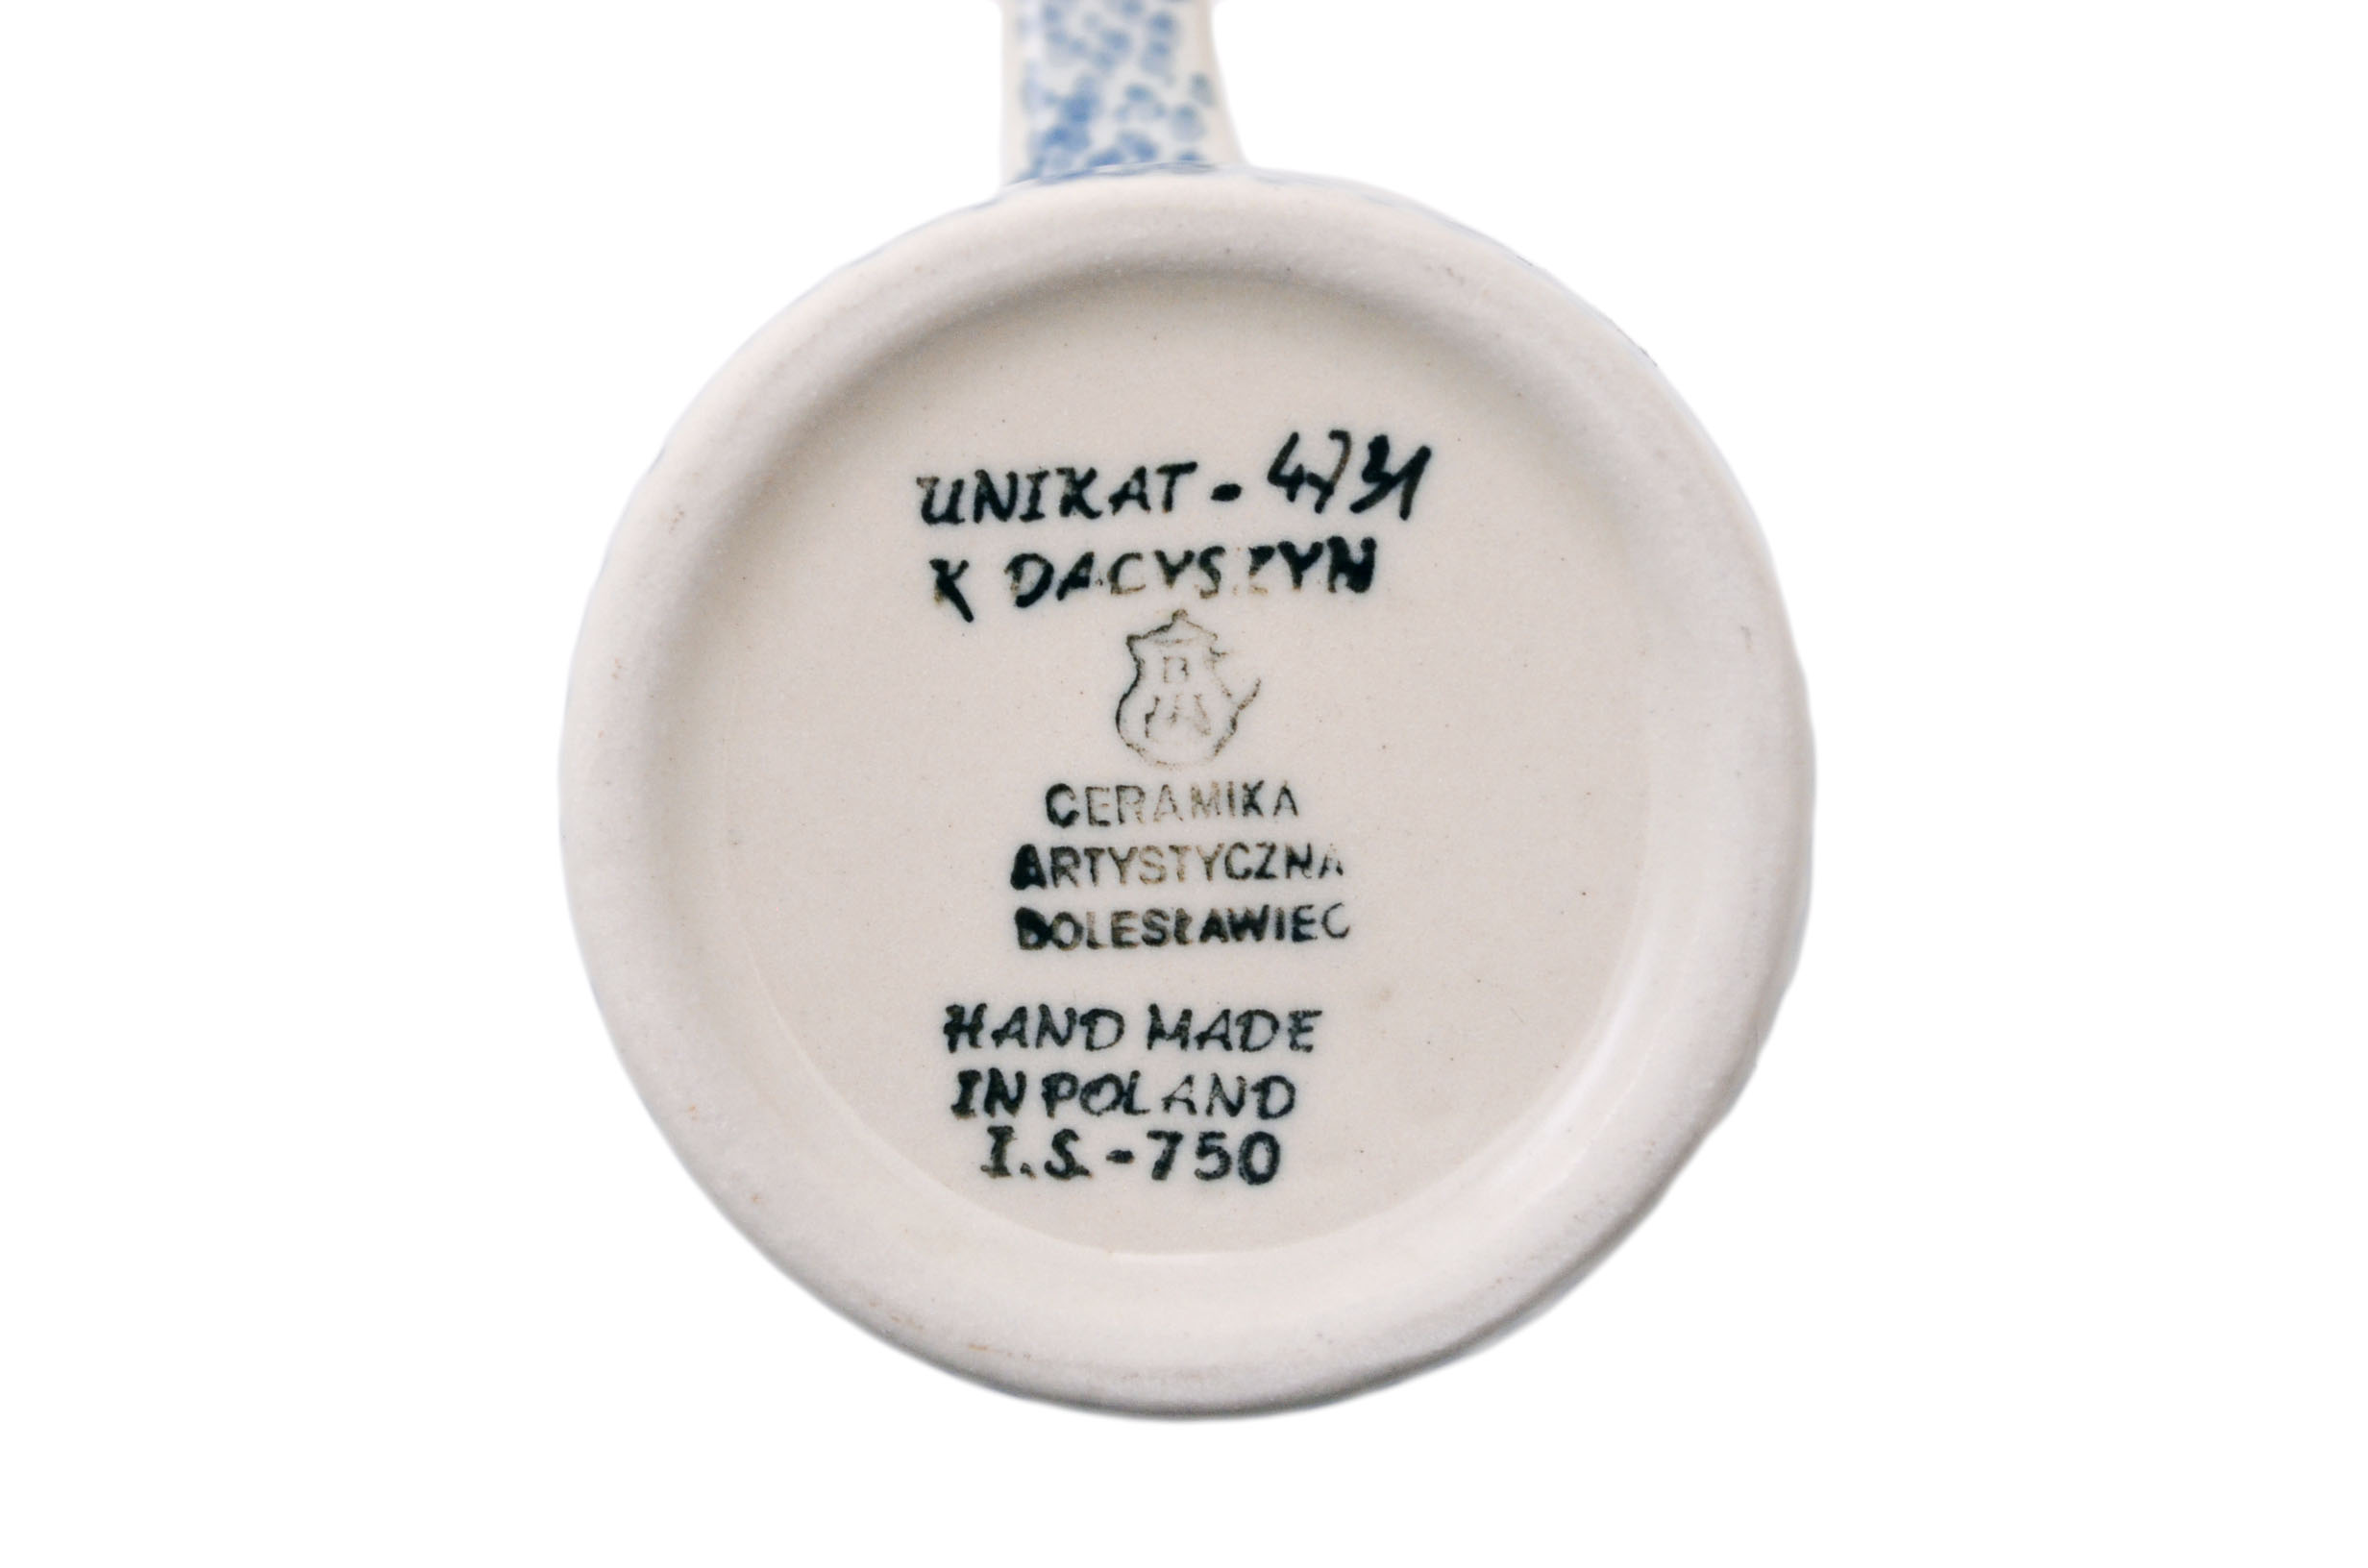 UNIKAT - 4731
K DACYSZYN
B
CERAMIKA
ARTYSTYCZNA
BOLESŁAWIEC
HAND MADE
IN POLAND
I.S.-750